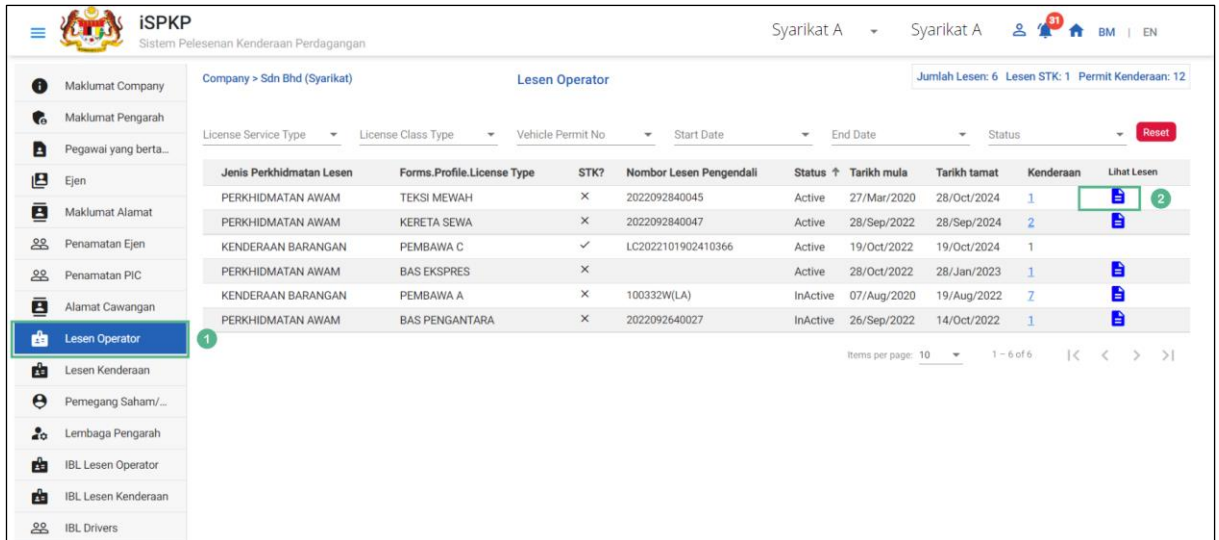 iSPKP
Sistem Pelesenan Kenderaan Perdagangan
Syarikat A Syarikat A 31 BM | EN
Maklumat Company
Maklumat Pengarah
Pegawai yang berta...
Ejen
Maklumat Alamat
Penamatan Ejen
Penamatan PIC
Alamat Cawangan
Lesen Operator 1
Lesen Kenderaan
Pemegang Saham/...
Lembaga Pengarah
IBL Lesen Operator
IBL Lesen Kenderaan
IBL Drivers
Company > Sdn Bhd (Syarikat) Lesen Operator Jumlah Lesen: 6 Lesen STK: 1 Permit Kenderaan: 12
License Service Type License Class Type Vehicle Permit No Start Date End Date Status Reset
Jenis Perkhidmatan Lesen Forms.Profile.License Type STK? Nombor Lesen Pengendali Status ↑ Tarikh mula Tarikh tamat Kenderaan Lihat Lesen
PERKHIDMATAN AWAM TEKSI MEWAH × 2022092840045 Active 27/Mar/2020 28/Oct/2024 1 2
PERKHIDMATAN AWAM KERETA SEWA × 2022092840047 Active 28/Sep/2022 28/Sep/2024 2
KENDERAAN BARANGAN PEMBAWA C ✓ LC2022101902410366 Active 19/Oct/2022 19/Oct/2024 1
PERKHIDMATAN AWAM BAS EKSPRES × Active 28/Oct/2022 28/Jan/2023 1
KENDERAAN BARANGAN PEMBAWA A × 100332W(LA) InActive 07/Aug/2020 19/Aug/2022 7
PERKHIDMATAN AWAM BAS PENGANTARA × 2022092640027 InActive 26/Sep/2022 14/Oct/2022 1
Items per page: 10 1 – 6 of 6 |< < > >|